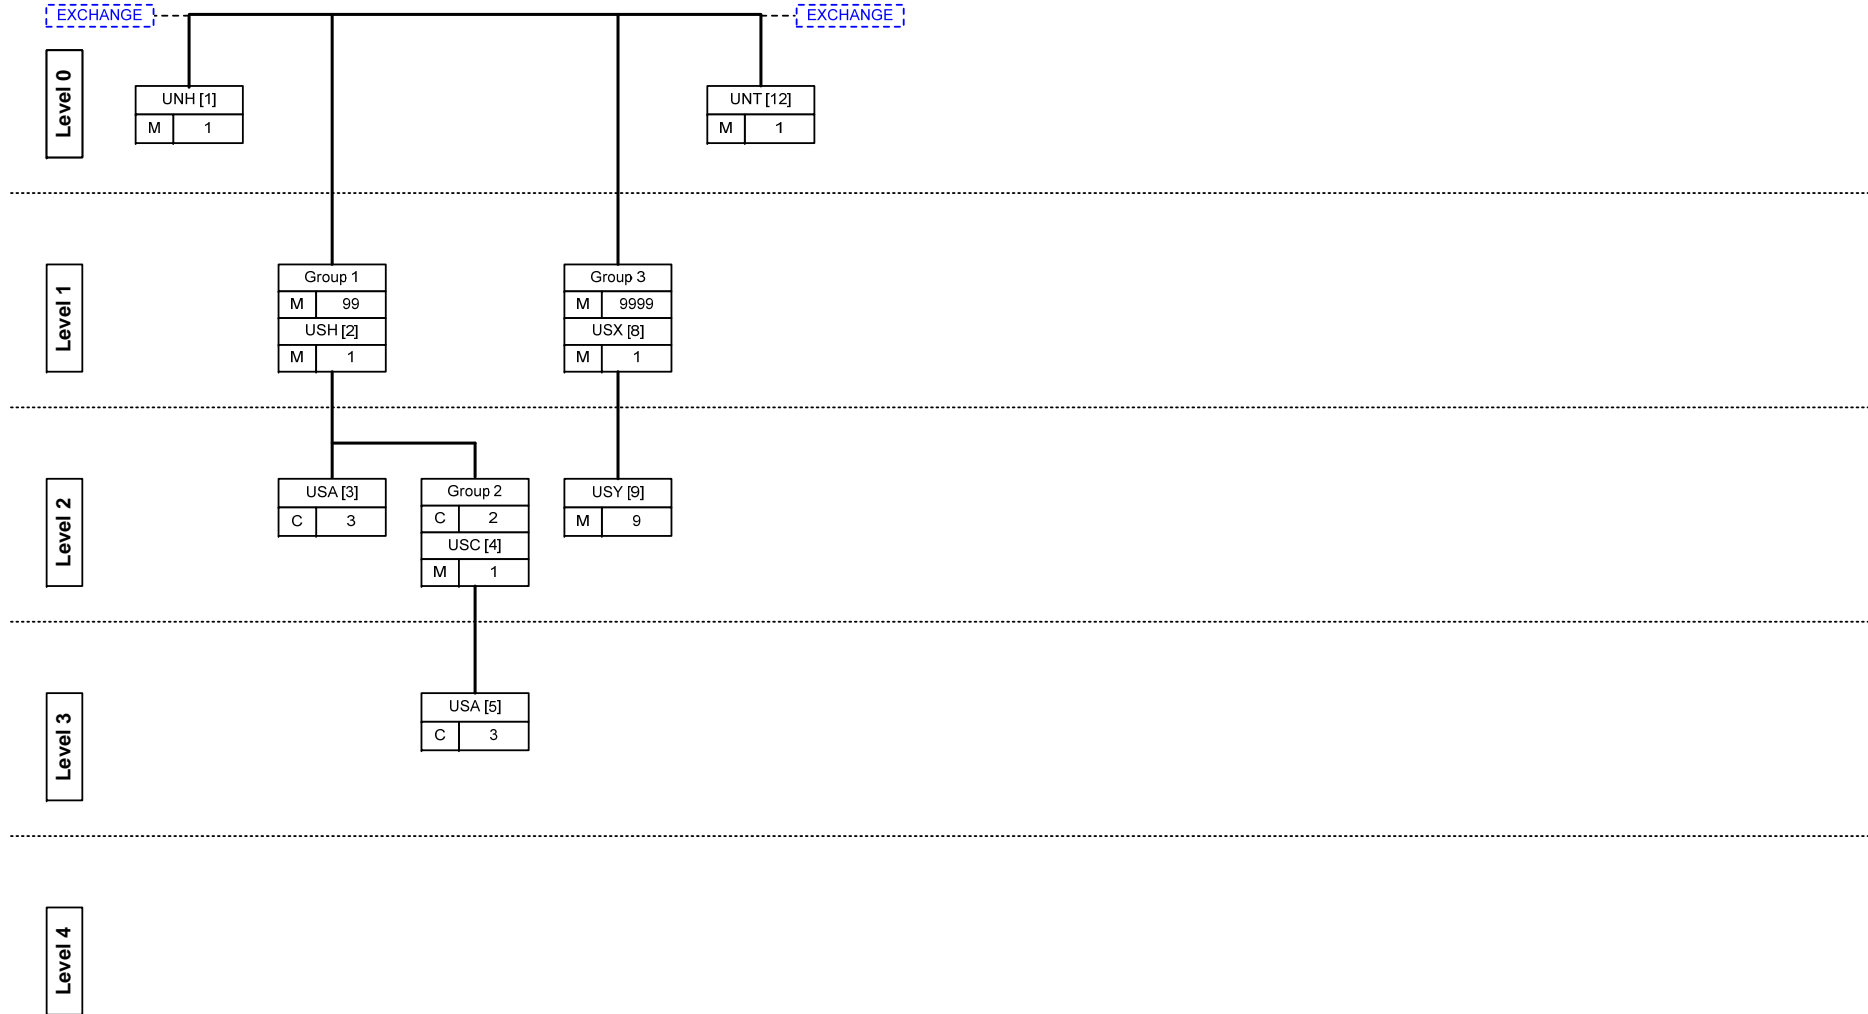 EXCHANGE EXCHANGE
Level 0
UNH [1] UNT [12]
M 1 M 1
Level 1
Group 1 Group 3
M 99 M 9999
USH [2] USX [8]
M 1 M 1
Level 2
USA [3] Group 2 USY [9]
C 3 C 2 M 9
USC [4]
M 1
Level 3
USA [5]
C 3
Level 4